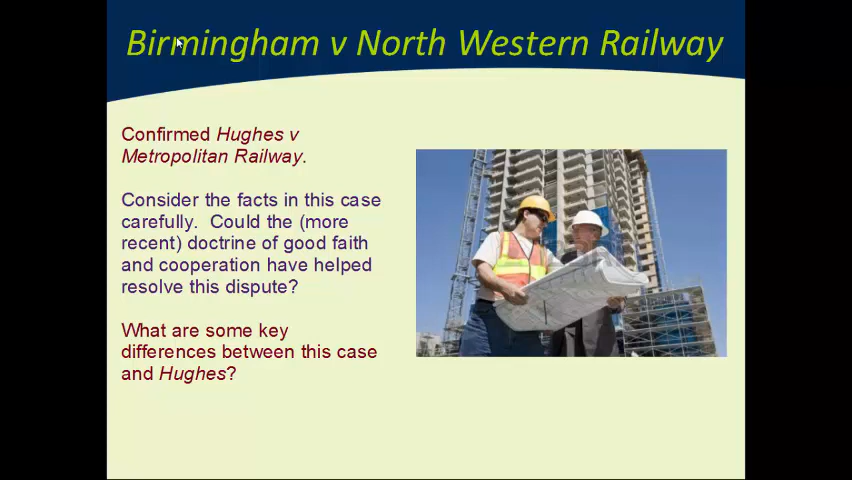 Birmingham v North Western Railway
Confirmed Hughes v
Metropolitan Railway.
Consider the facts in this case
carefully. Could the (more
recent) doctrine of good faith
and cooperation have helped
resolve this dispute?
What are some key
differences between this case
and Hughes?